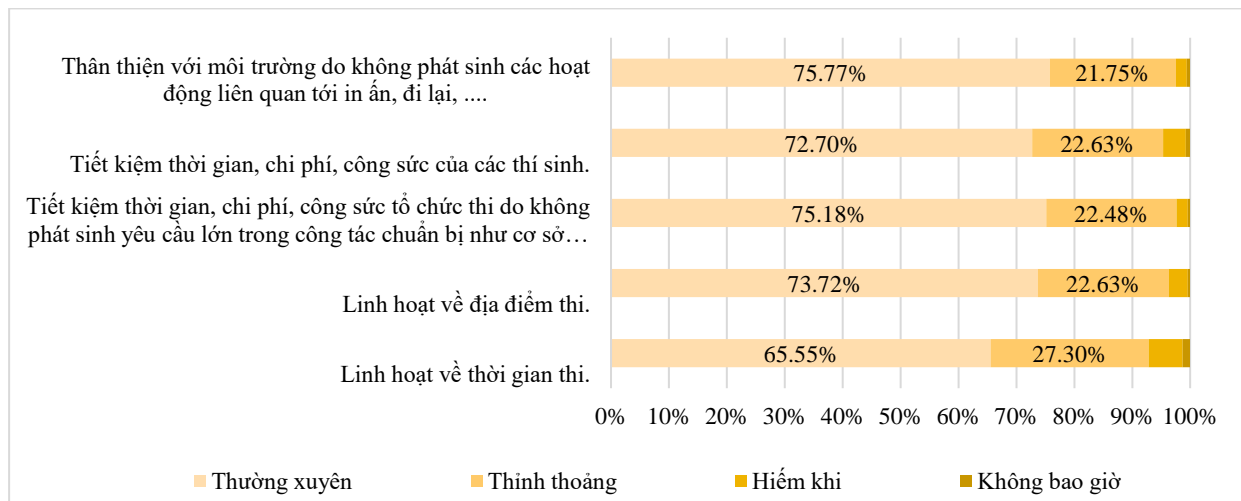 Thân thiện với môi trường do không phát sinh các hoạt
động liên quan tới in ấn, đi lại, ....
75.77%
21.75%
Tiết kiệm thời gian, chi phí, công sức của các thí sinh.
72.70%
22.63%
Tiết kiệm thời gian, chi phí, công sức tổ chức thi do không
phát sinh yêu cầu lớn trong công tác chuẩn bị như cơ sở…
75.18%
22.48%
Linh hoạt về địa điểm thi.
73.72%
22.63%
Linh hoạt về thời gian thi.
65.55%
27.30%
0% 10% 20% 30% 40% 50% 60% 70% 80% 90% 100%
Thường xuyên Thỉnh thoảng Hiếm khi Không bao giờ